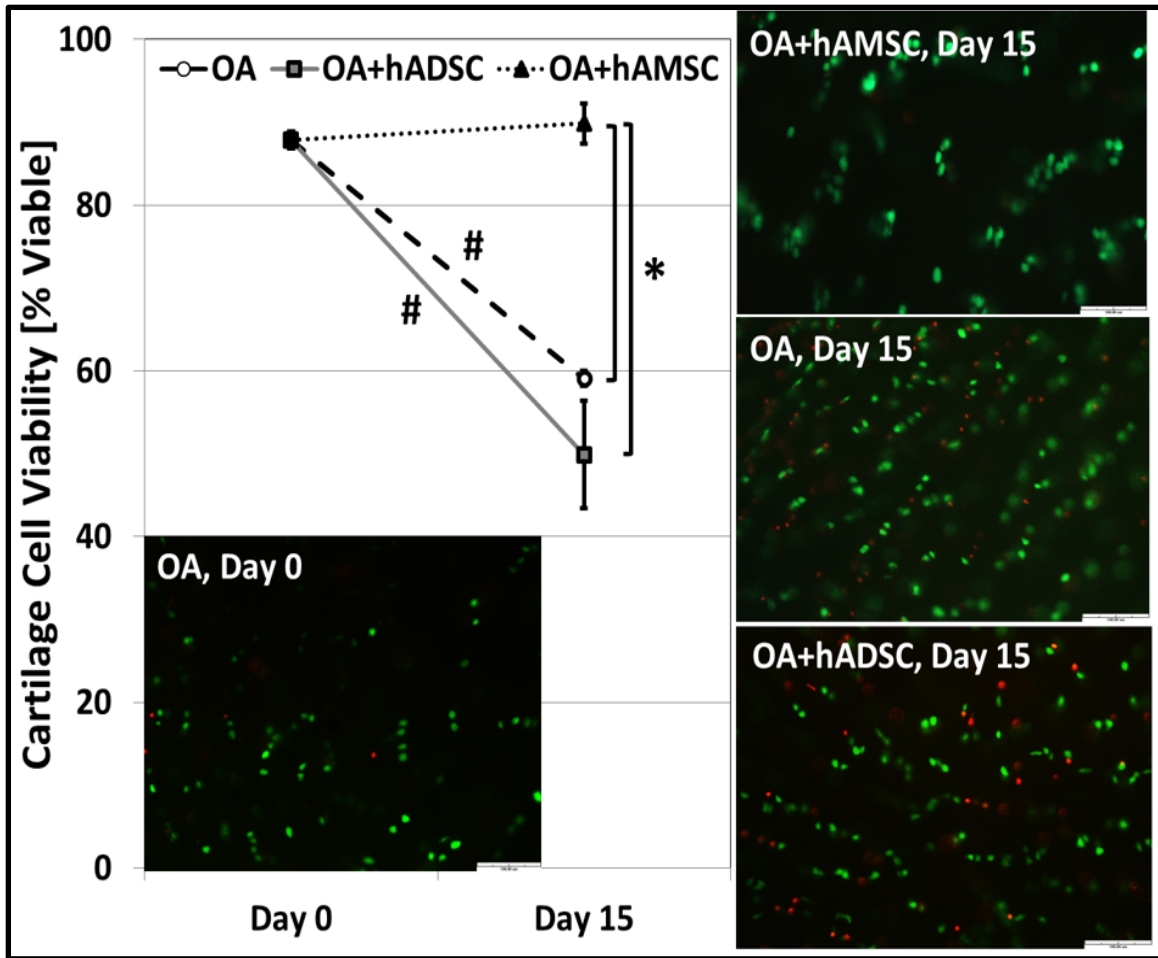 100
80
60
40
20
0
Cartilage Cell Viability [% Viable]
OA OA+hADSC OA+hAMSC
#
#
*
Day 0 Day 15
OA, Day 0
OA+hAMSC, Day 15
OA, Day 15
OA+hADSC, Day 15